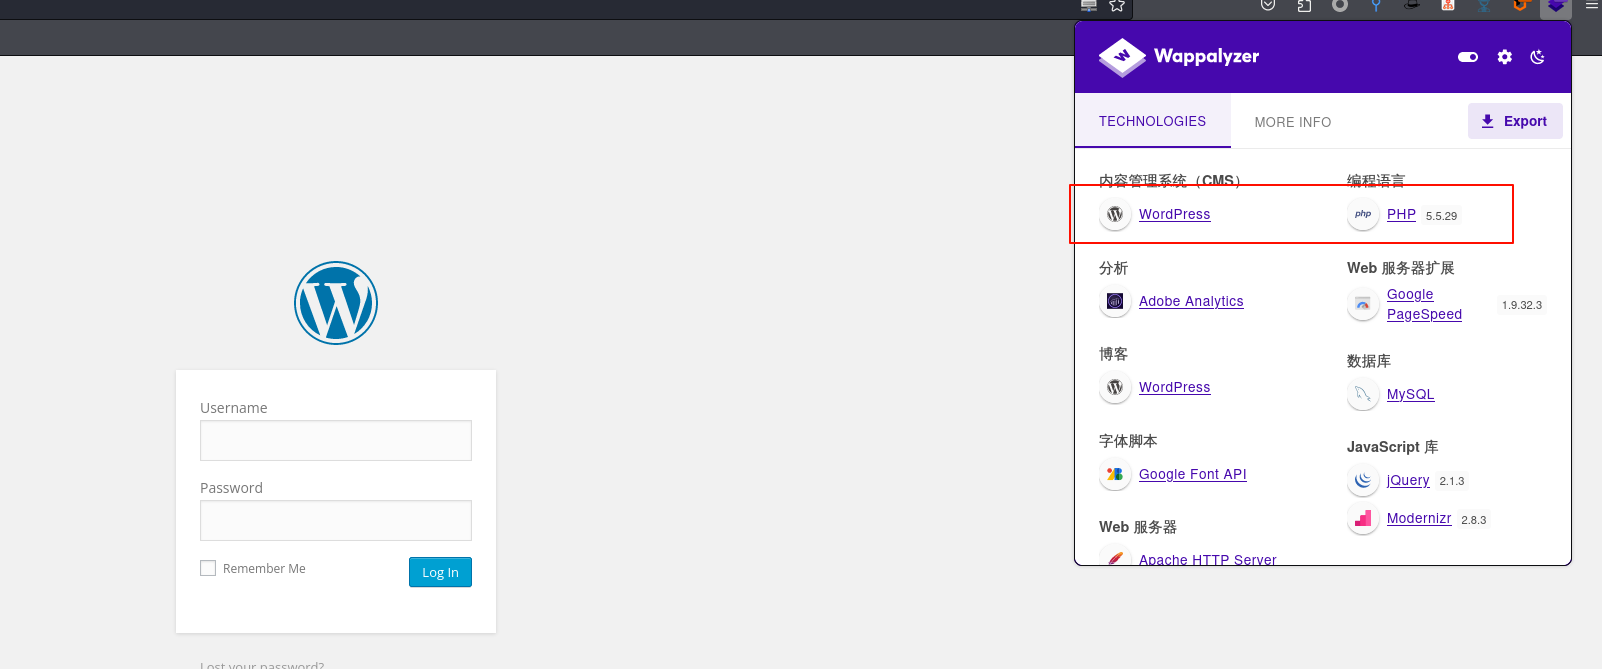 Wappalyzer
TECHNOLOGIES
MORE INFO
Export
内容管理系统（CMS）
WordPress
编程语言
php
PHP 5.5.29
分析
Adobe Analytics
Web 服务器扩展
Google
PageSpeed
1.9.32.3
博客
WordPress
数据库
MySQL
字体脚本
Google Font API
JavaScript 库
jQuery 2.1.3
Modernizr 2.8.3
Web 服务器
Apache HTTP Server
Username
Password
Remember Me
Log In
Lost your password?